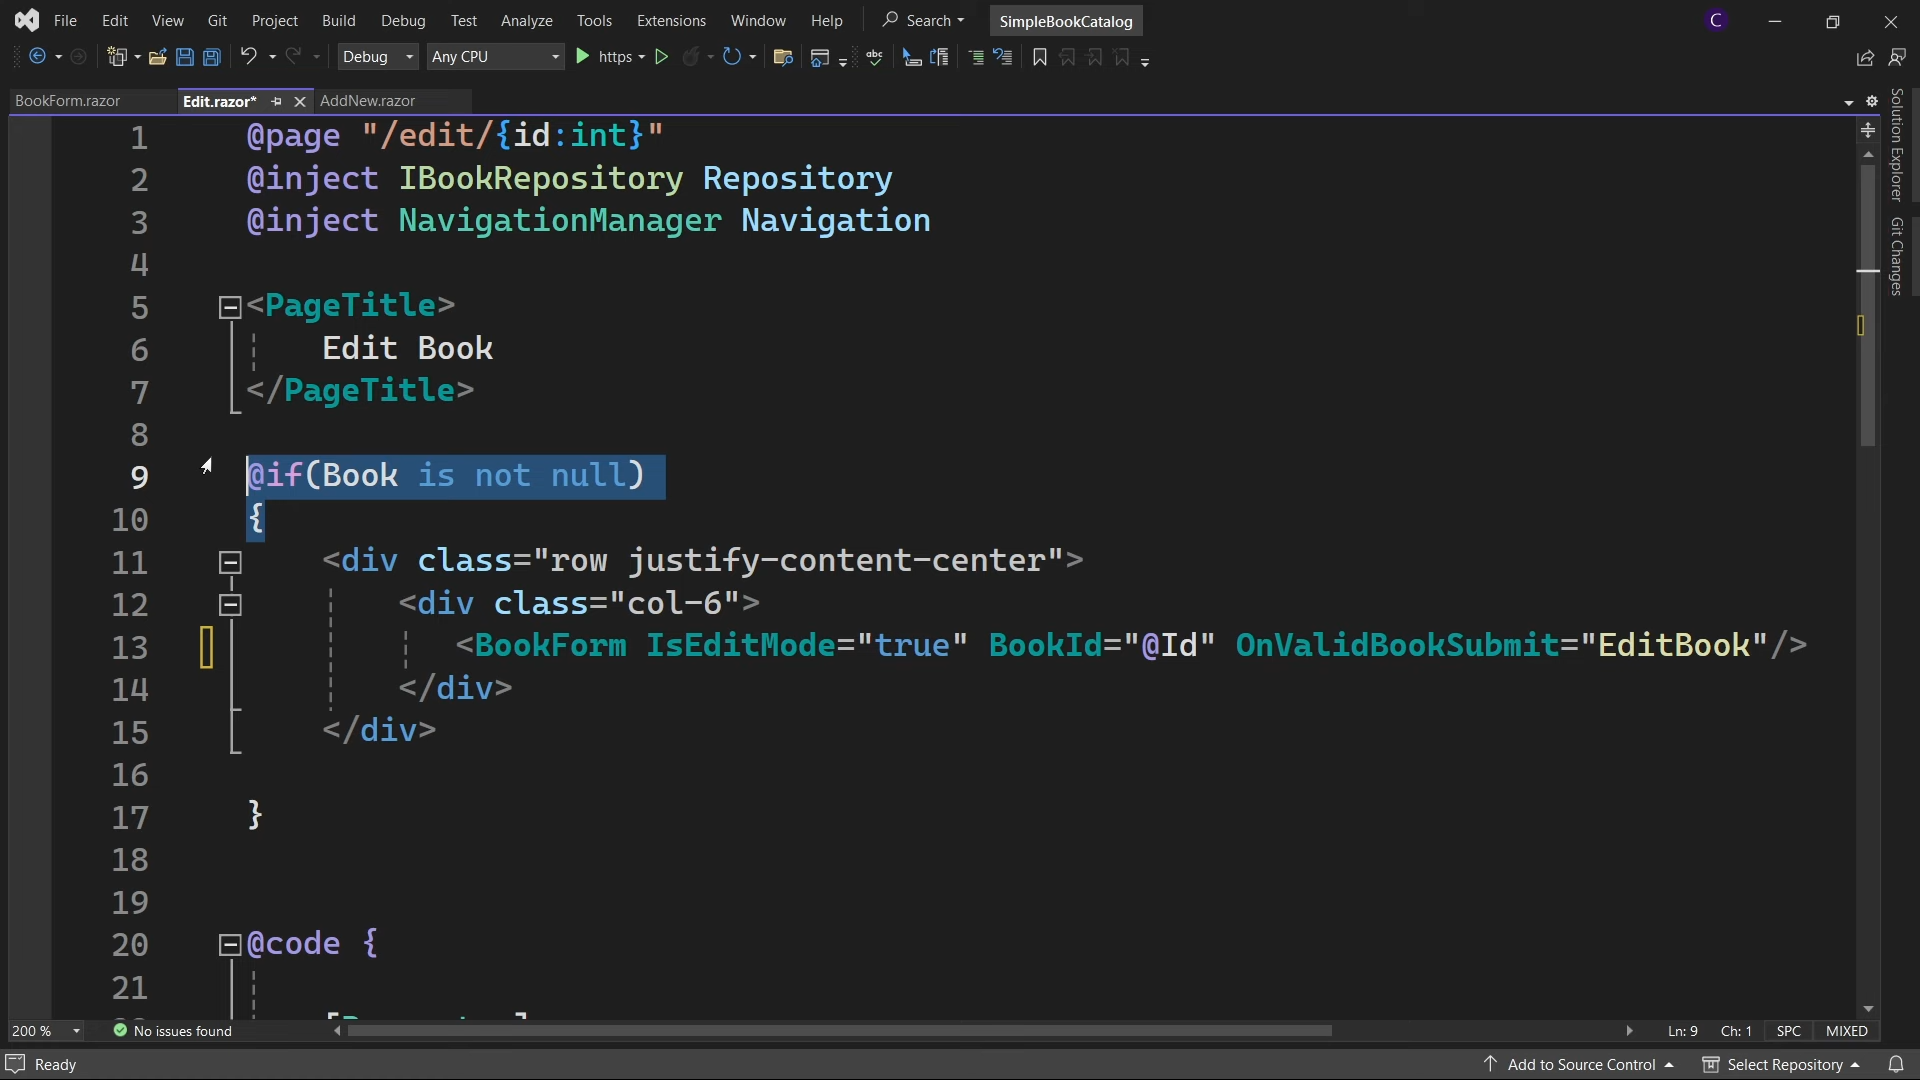 File Edit View Git Project Build Debug Test Analyze Tools Extensions Window Help Search SimpleBookCatalog C
Debug Any CPU https abc
BookForm.razor Edit.razor* AddNew.razor
Solution Explorer
Git Changes
1 @page "/edit/{id:int}"
2 @inject IBookRepository Repository
3 @inject NavigationManager Navigation
4
5 <PageTitle>
6 Edit Book
7 </PageTitle>
8
9 @if(Book is not null)
10 {
11 <div class="row justify-content-center">
12 <div class="col-6">
13 <BookForm IsEditMode="true" BookId="@Id" OnValidBookSubmit="EditBook"/>
14 </div>
15 </div>
16
17 }
18
19
20 @code {
21
200 % No issues found Ln: 9 Ch: 1 SPC MIXED
Ready Add to Source Control Select Repository